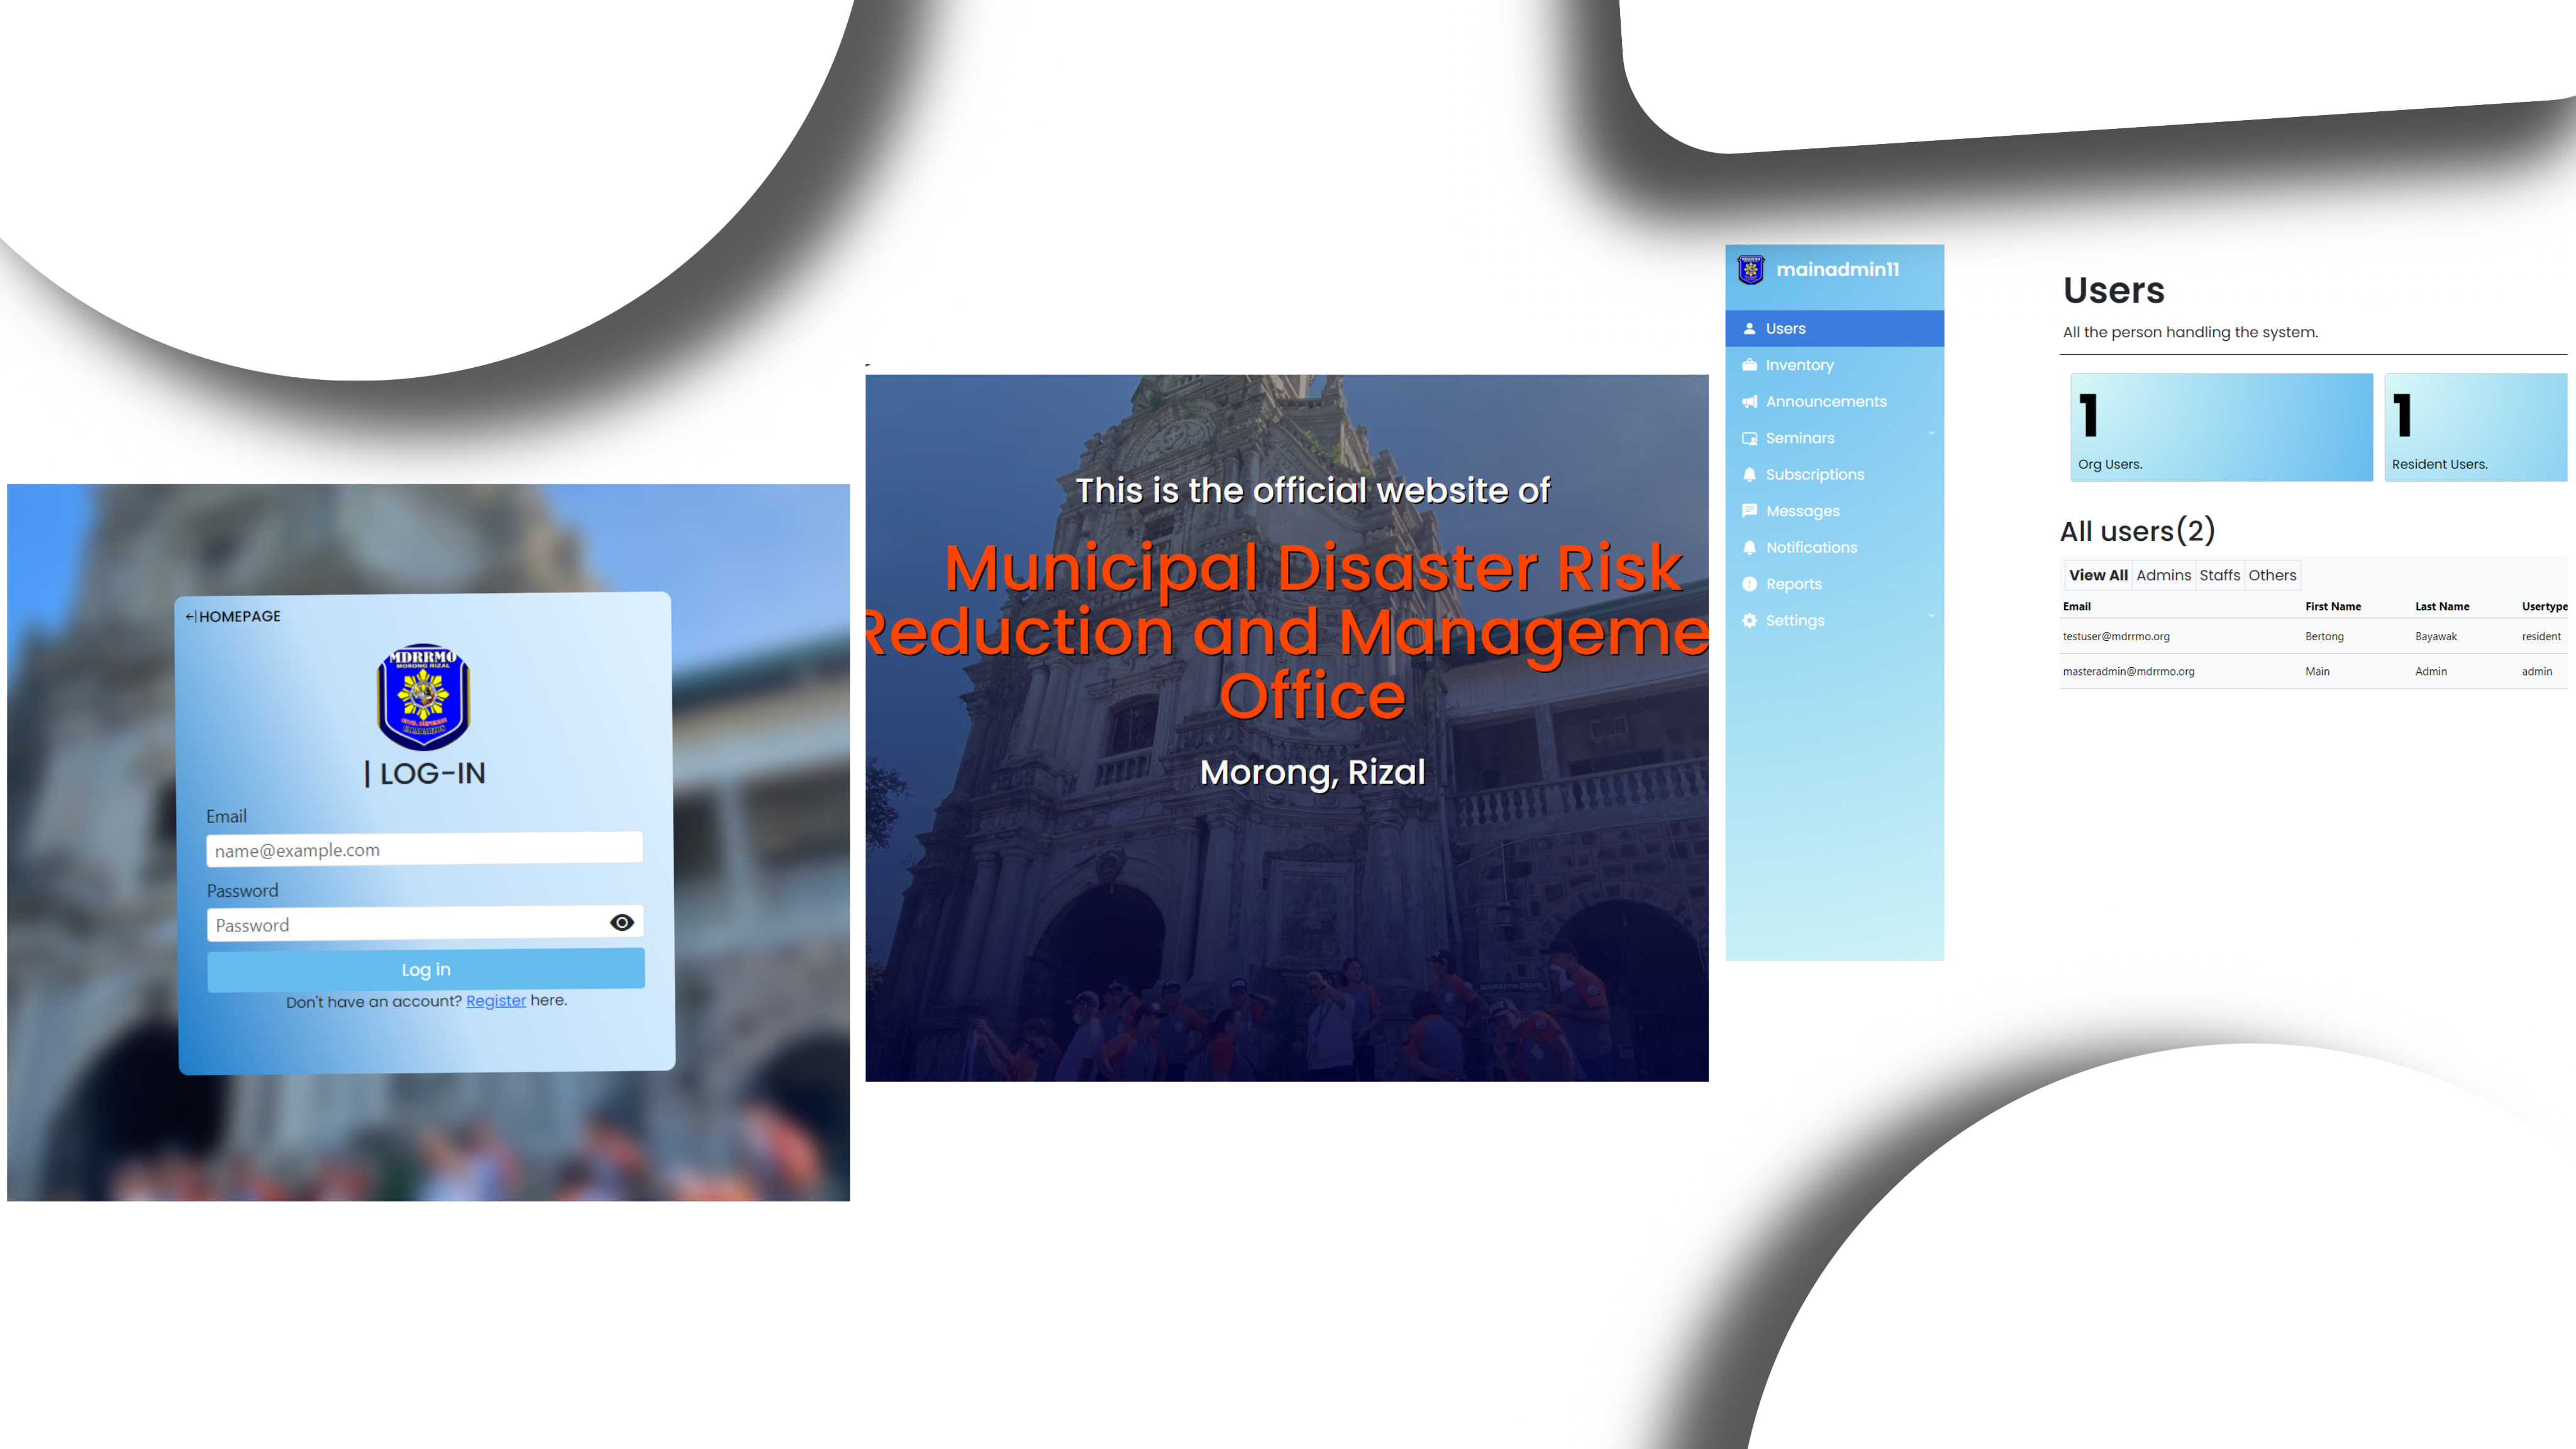 ←| HOMEPAGE
MDRRMO
MORONG RIZAL
CIVIL DEFENSE
CALABARZON
| LOG-IN
Email
name@example.com
Password
Password
Log in
Don't have an account? Register here.
This is the official website of
Municipal Disaster Risk
Reduction and Manageme
Office
Morong, Rizal
mainadmin11
Users
Inventory
Announcements
Seminars
Subscriptions
Messages
Notifications
Reports
Settings
Users
All the person handling the system.
1
Org Users.
1
Resident Users.
All users(2)
View All Admins Staffs Others
Email First Name Last Name Usertype
testuser@mdrrmo.org Bertong Bayawak resident
masteradmin@mdrrmo.org Main Admin admin